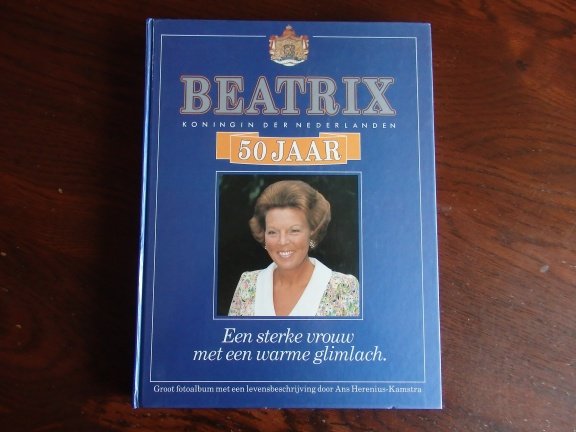 BEATRIX
KONINGIN DER NEDERLANDEN
50 JAAR
Een sterke vrouw
met een warme glimlach.
Groot fotoalbum met een levensbeschrijving door Ans Herenius-Kamstra